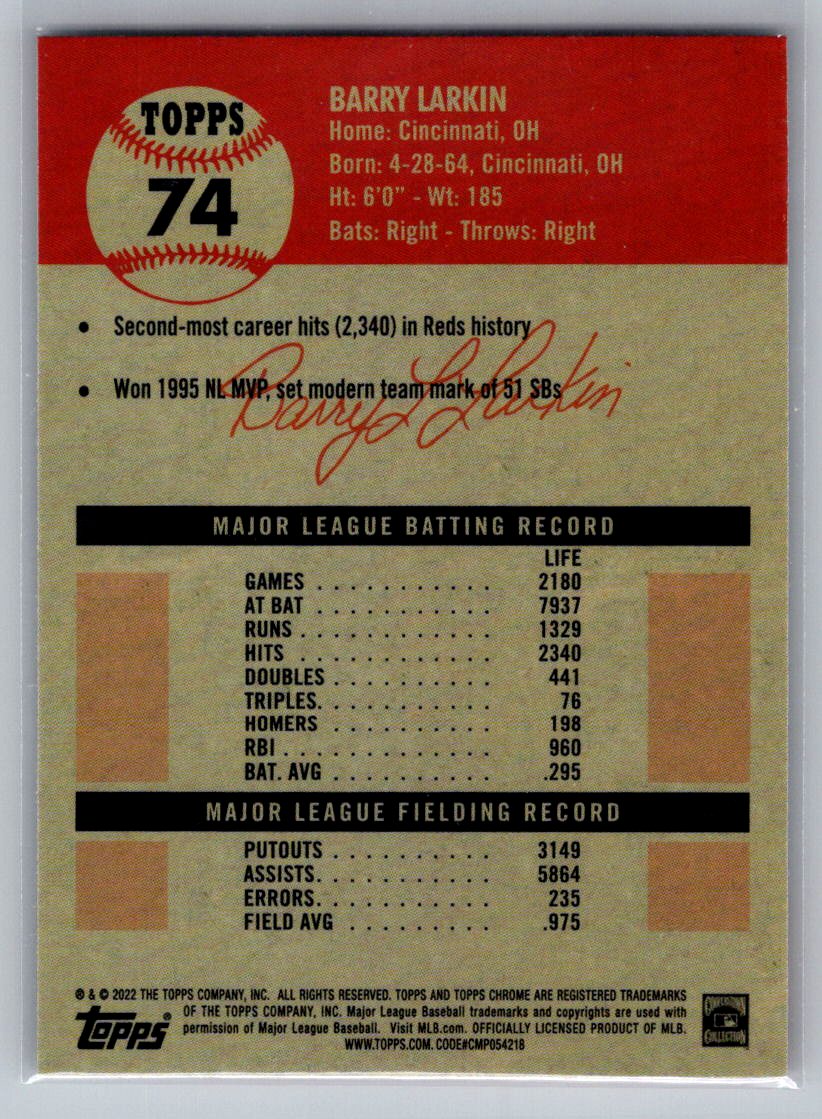 TOPPS
74
BARRY LARKIN
Home: Cincinnati, OH
Born: 4-28-64, Cincinnati, OH
Ht: 6'0" - Wt: 185
Bats: Right - Throws: Right
• Second-most career hits (2,340) in Reds history
• Won 1995 NL MVP, set modern team mark of 51 SBs
Barry L Larkin
MAJOR LEAGUE BATTING RECORD
LIFE
GAMES . . . . . . . . . . . 2180
AT BAT . . . . . . . . . . . 7937
RUNS . . . . . . . . . . . . 1329
HITS . . . . . . . . . . . . 2340
DOUBLES . . . . . . . . . . 441
TRIPLES. . . . . . . . . . . 76
HOMERS . . . . . . . . . . 198
RBI . . . . . . . . . . . . . 960
BAT. AVG . . . . . . . . . . .295
MAJOR LEAGUE FIELDING RECORD
PUTOUTS . . . . . . . . . . 3149
ASSISTS. . . . . . . . . . . 5864
ERRORS. . . . . . . . . . . 235
FIELD AVG . . . . . . . . . .975
® & © 2022 THE TOPPS COMPANY, INC. ALL RIGHTS RESERVED. TOPPS AND TOPPS CHROME ARE REGISTERED TRADEMARKS
OF THE TOPPS COMPANY, INC. Major League Baseball trademarks and copyrights are used with
permission of Major League Baseball. Visit MLB.com. OFFICIALLY LICENSED PRODUCT OF MLB.
WWW.TOPPS.COM. CODE#CMP054218
TOPPS®
COOPERSTOWN
COLLECTION